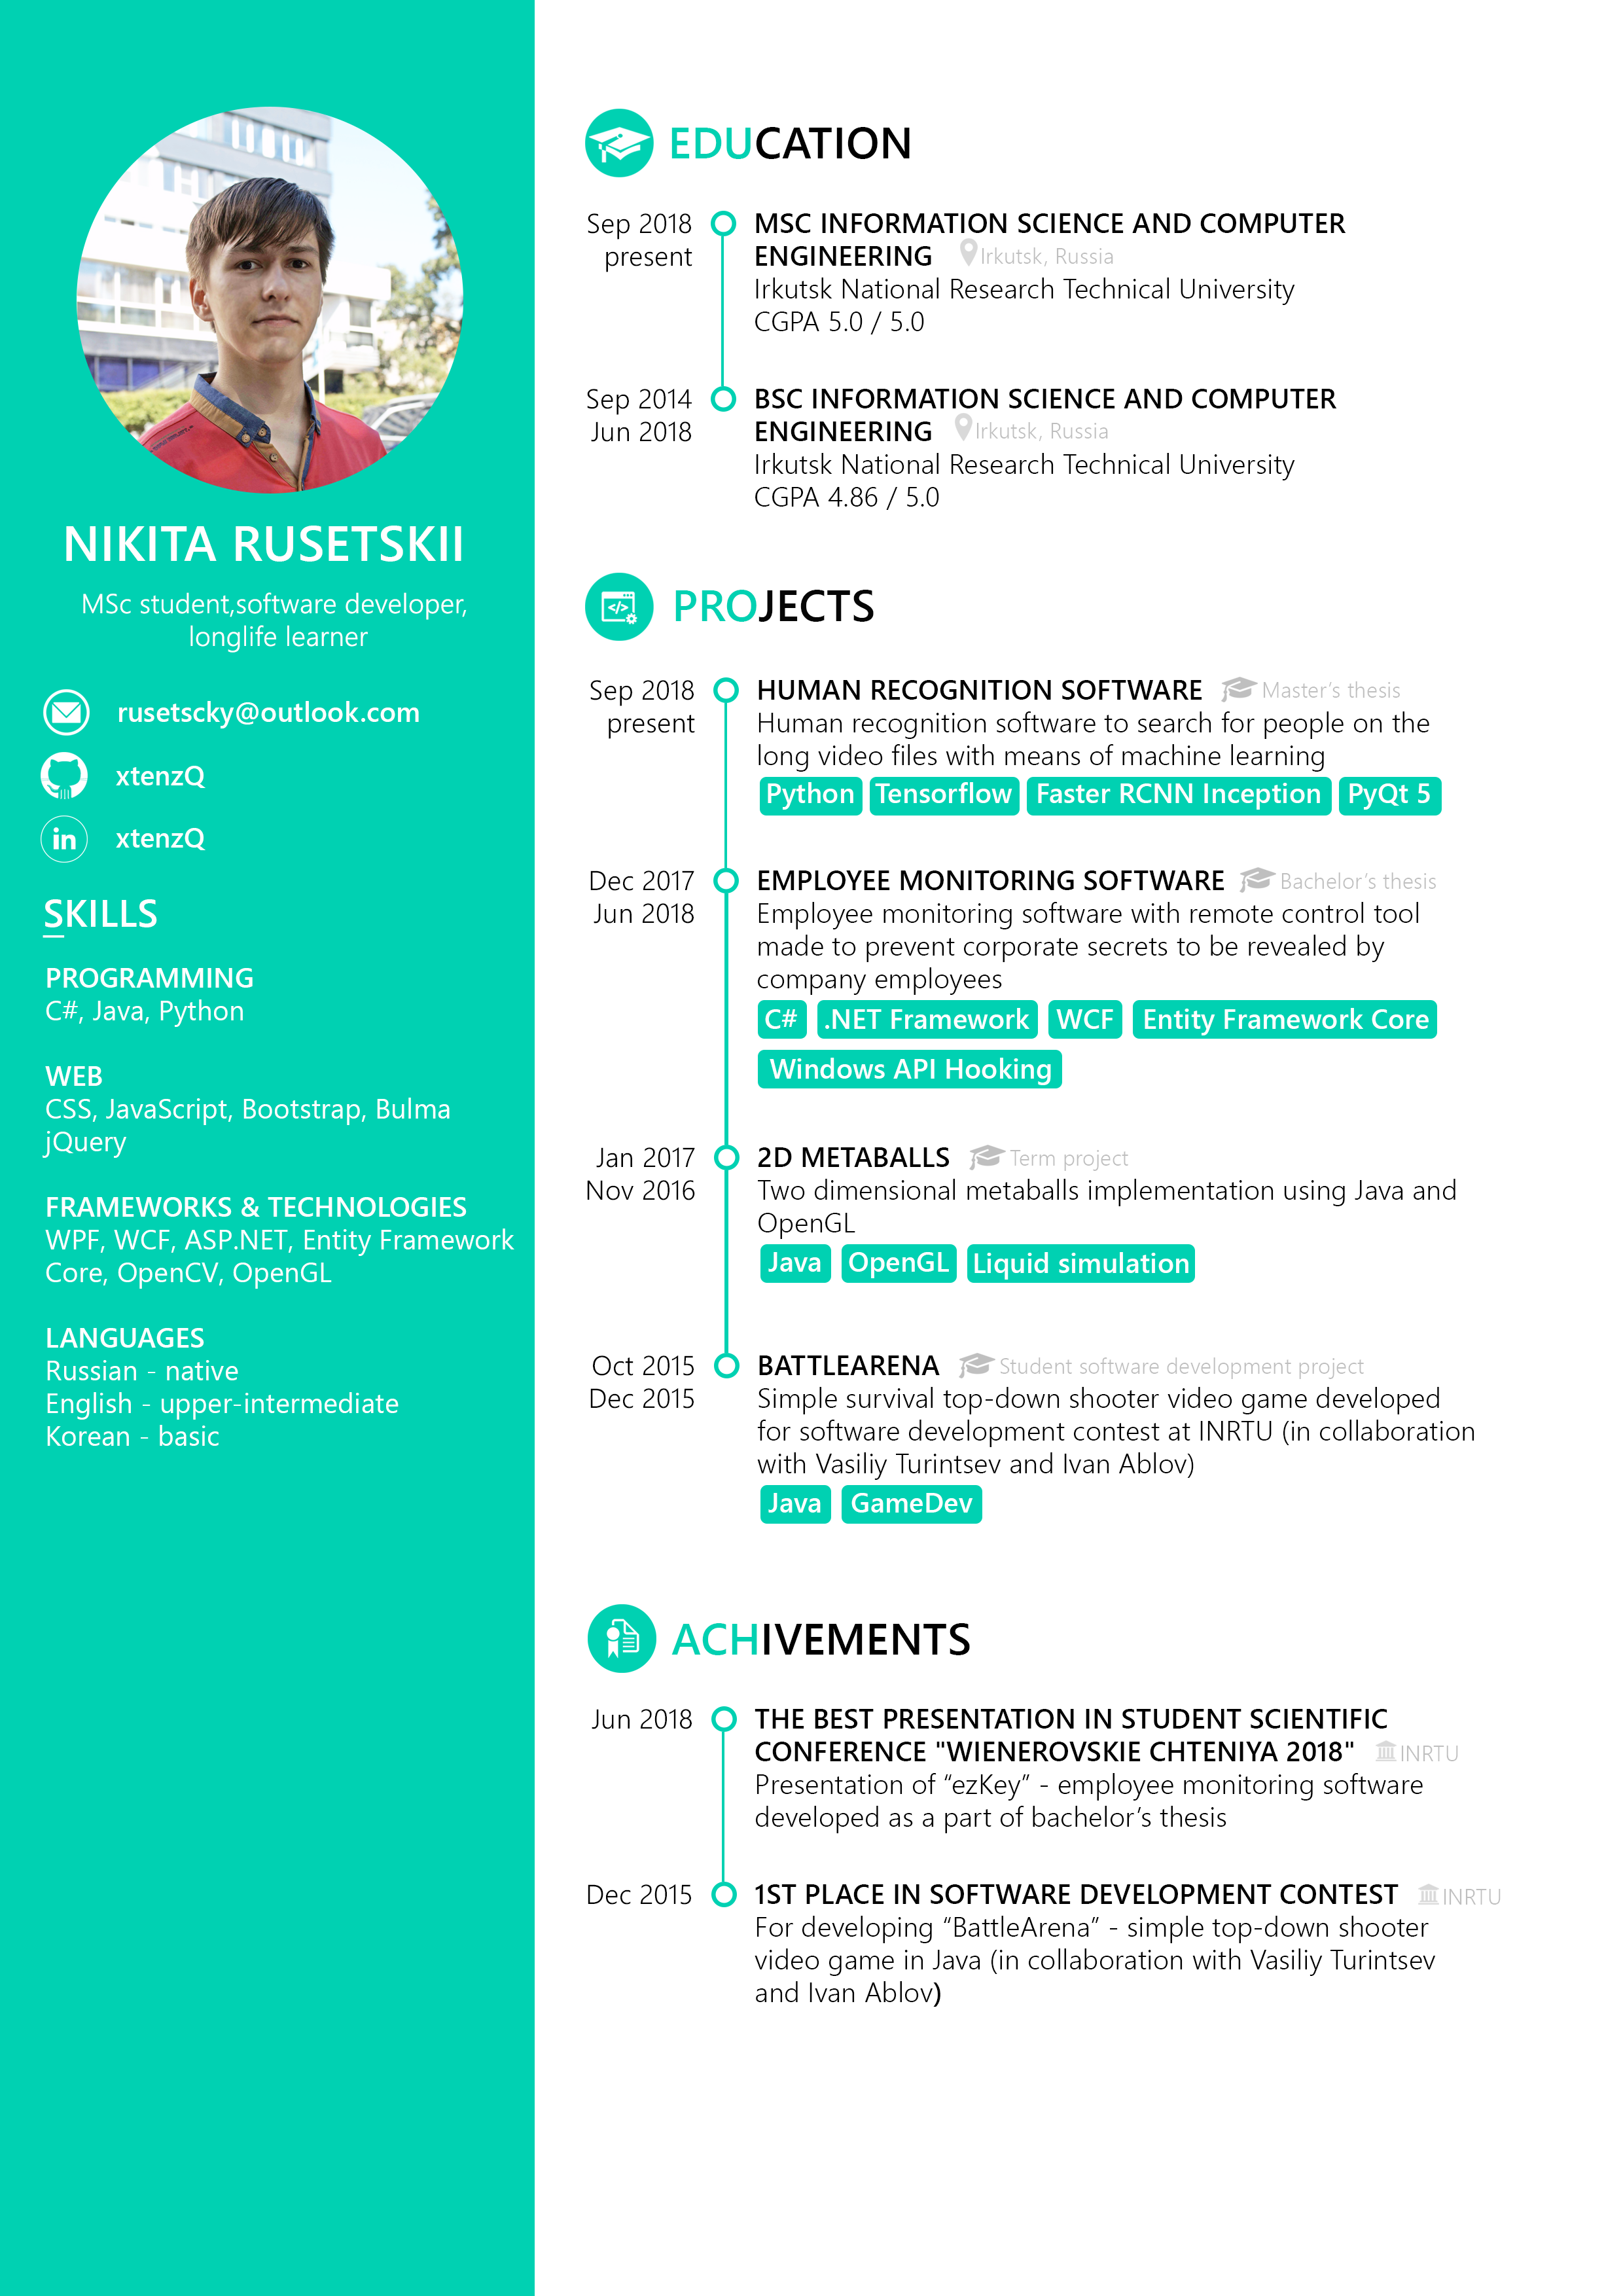 NIKITA RUSETSKII
MSc student,software developer,
longlife learner
rusetscky@outlook.com
xtenzQ
in
xtenzQ
SKILLS
PROGRAMMING
C#, Java, Python
WEB
CSS, JavaScript, Bootstrap, Bulma
jQuery
FRAMEWORKS & TECHNOLOGIES
WPF, WCF, ASP.NET, Entity Framework
Core, OpenCV, OpenGL
LANGUAGES
Russian - native
English - upper-intermediate
Korean - basic
EDUCATION
Sep 2018 MSC INFORMATION SCIENCE AND COMPUTER
present ENGINEERING Irkutsk, Russia
Irkutsk National Research Technical University
CGPA 5.0 / 5.0
Sep 2014 BSC INFORMATION SCIENCE AND COMPUTER
Jun 2018 ENGINEERING Irkutsk, Russia
Irkutsk National Research Technical University
CGPA 4.86 / 5.0
</> PROJECTS
Sep 2018 HUMAN RECOGNITION SOFTWARE Master's thesis
present Human recognition software to search for people on the
long video files with means of machine learning
Python Tensorflow Faster RCNN Inception PyQt 5
Dec 2017 EMPLOYEE MONITORING SOFTWARE Bachelor's thesis
Jun 2018 Employee monitoring software with remote control tool
made to prevent corporate secrets to be revealed by
company employees
C# .NET Framework WCF Entity Framework Core
Windows API Hooking
Jan 2017 2D METABALLS Term project
Nov 2016 Two dimensional metaballs implementation using Java and
OpenGL
Java OpenGL Liquid simulation
Oct 2015 BATTLEARENA Student software development project
Dec 2015 Simple survival top-down shooter video game developed
for software development contest at INRTU (in collaboration
with Vasiliy Turintsev and Ivan Ablov)
Java GameDev
ACHIVEMENTS
Jun 2018 THE BEST PRESENTATION IN STUDENT SCIENTIFIC
CONFERENCE "WIENEROVSKIE CHTENIYA 2018" INRTU
Presentation of “ezKey” - employee monitoring software
developed as a part of bachelor's thesis
Dec 2015 1ST PLACE IN SOFTWARE DEVELOPMENT CONTEST INRTU
For developing “BattleArena” - simple top-down shooter
video game in Java (in collaboration with Vasiliy Turintsev
and Ivan Ablov)